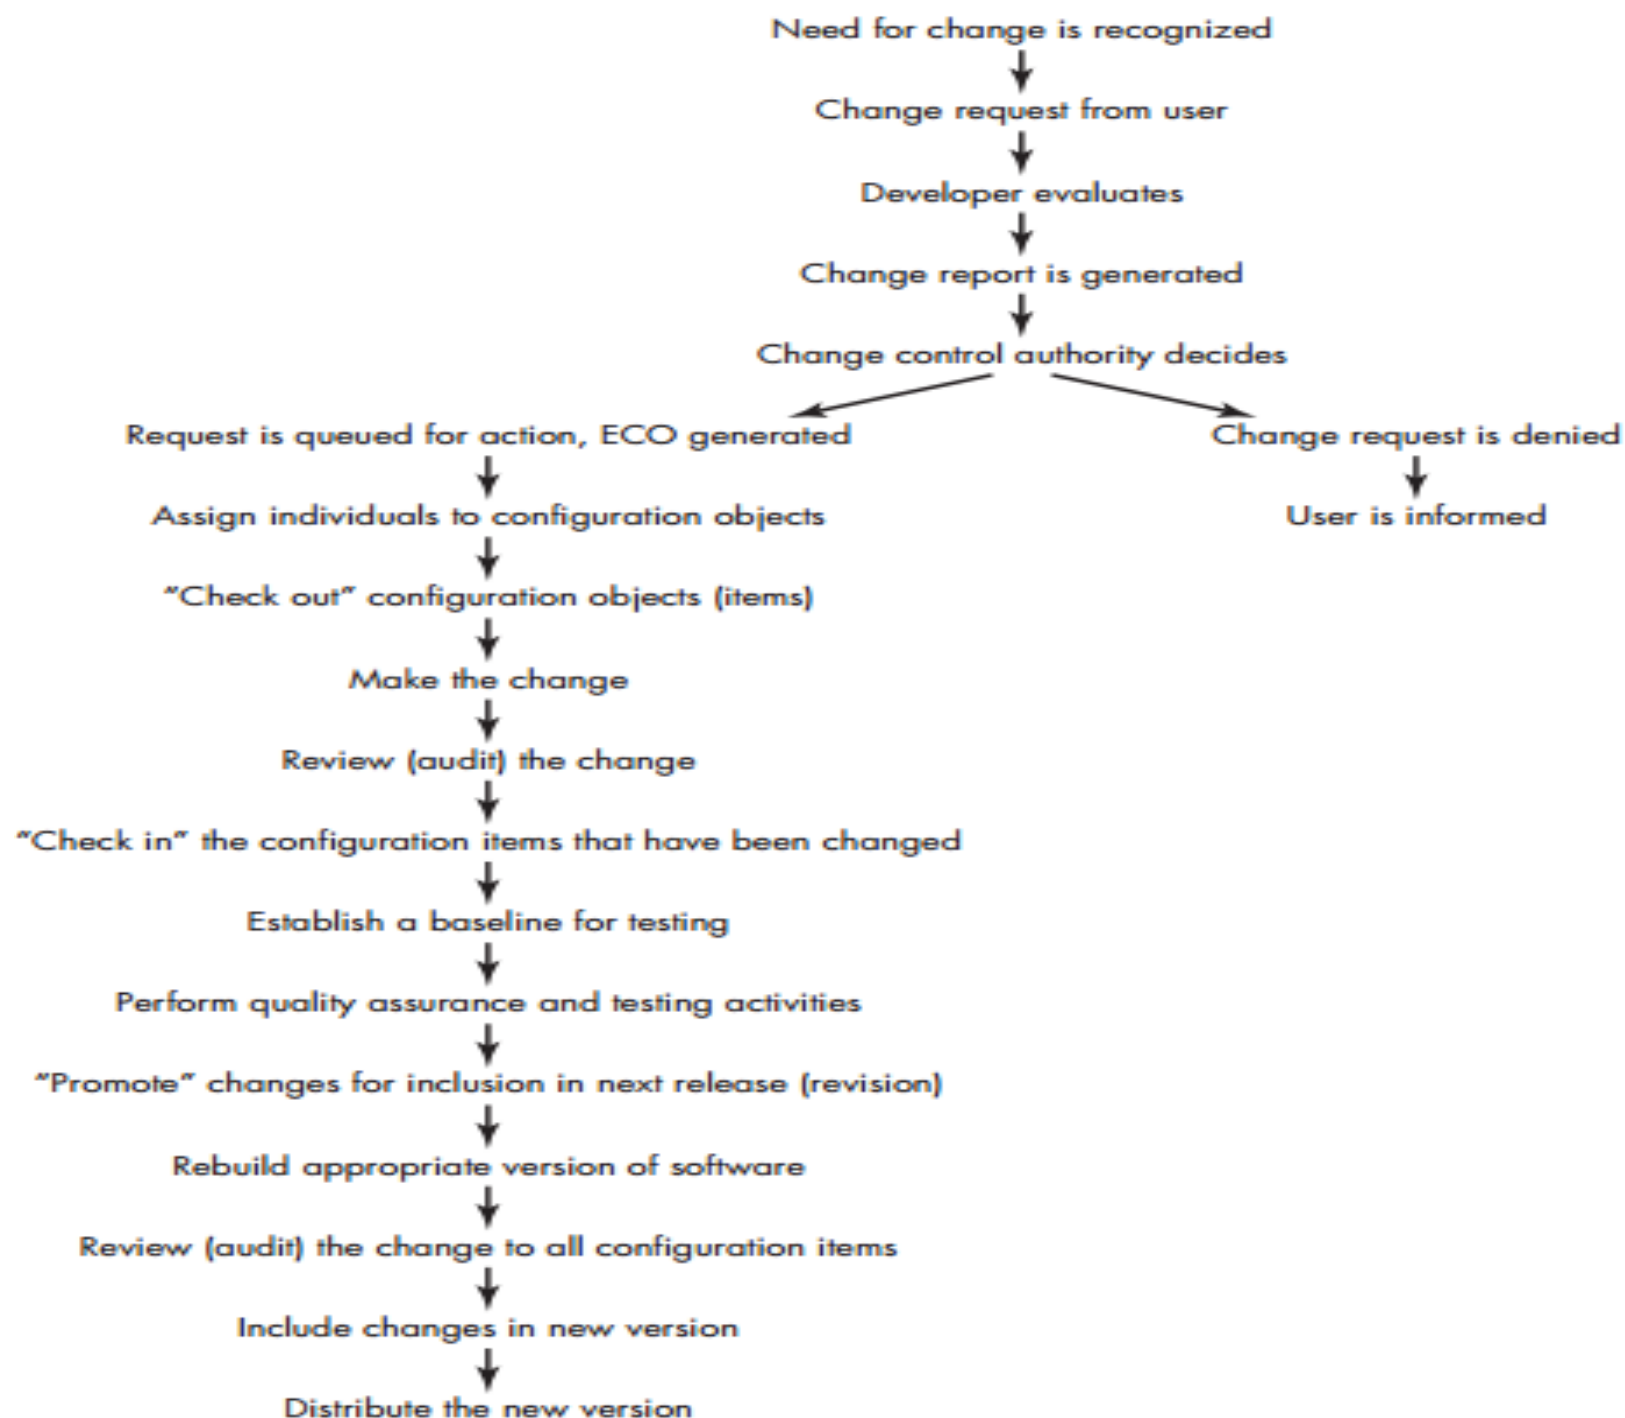 Need for change is recognized
Change request from user
Developer evaluates
Change report is generated
Change control authority decides
Request is queued for action, ECO generated
Change request is denied
Assign individuals to configuration objects
User is informed
"Check out" configuration objects (items)
Make the change
Review (audit) the change
"Check in" the configuration items that have been changed
Establish a baseline for testing
Perform quality assurance and testing activities
"Promote" changes for inclusion in next release (revision)
Rebuild appropriate version of software
Review (audit) the change to all configuration items
Include changes in new version
Distribute the new version